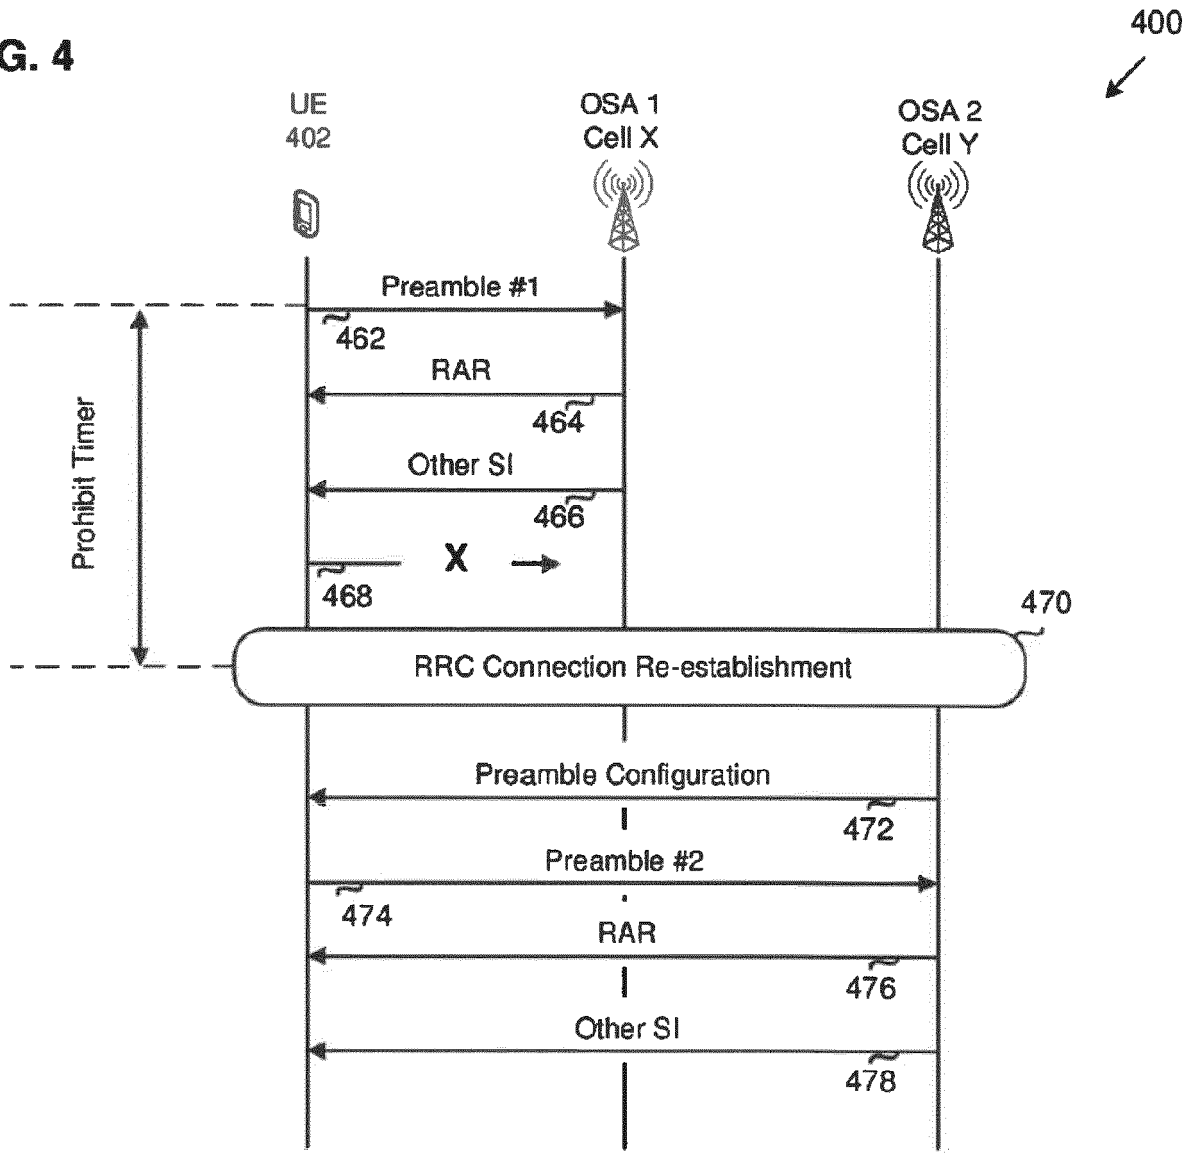 400
G. 4
UE
402
OSA 1
Cell X
OSA 2
Cell Y
Preamble #1
462
RAR
464
Other SI
466
X
468
Prohibit Timer
470
RRC Connection Re-establishment
Preamble Configuration
472
Preamble #2
474
RAR
476
Other SI
478